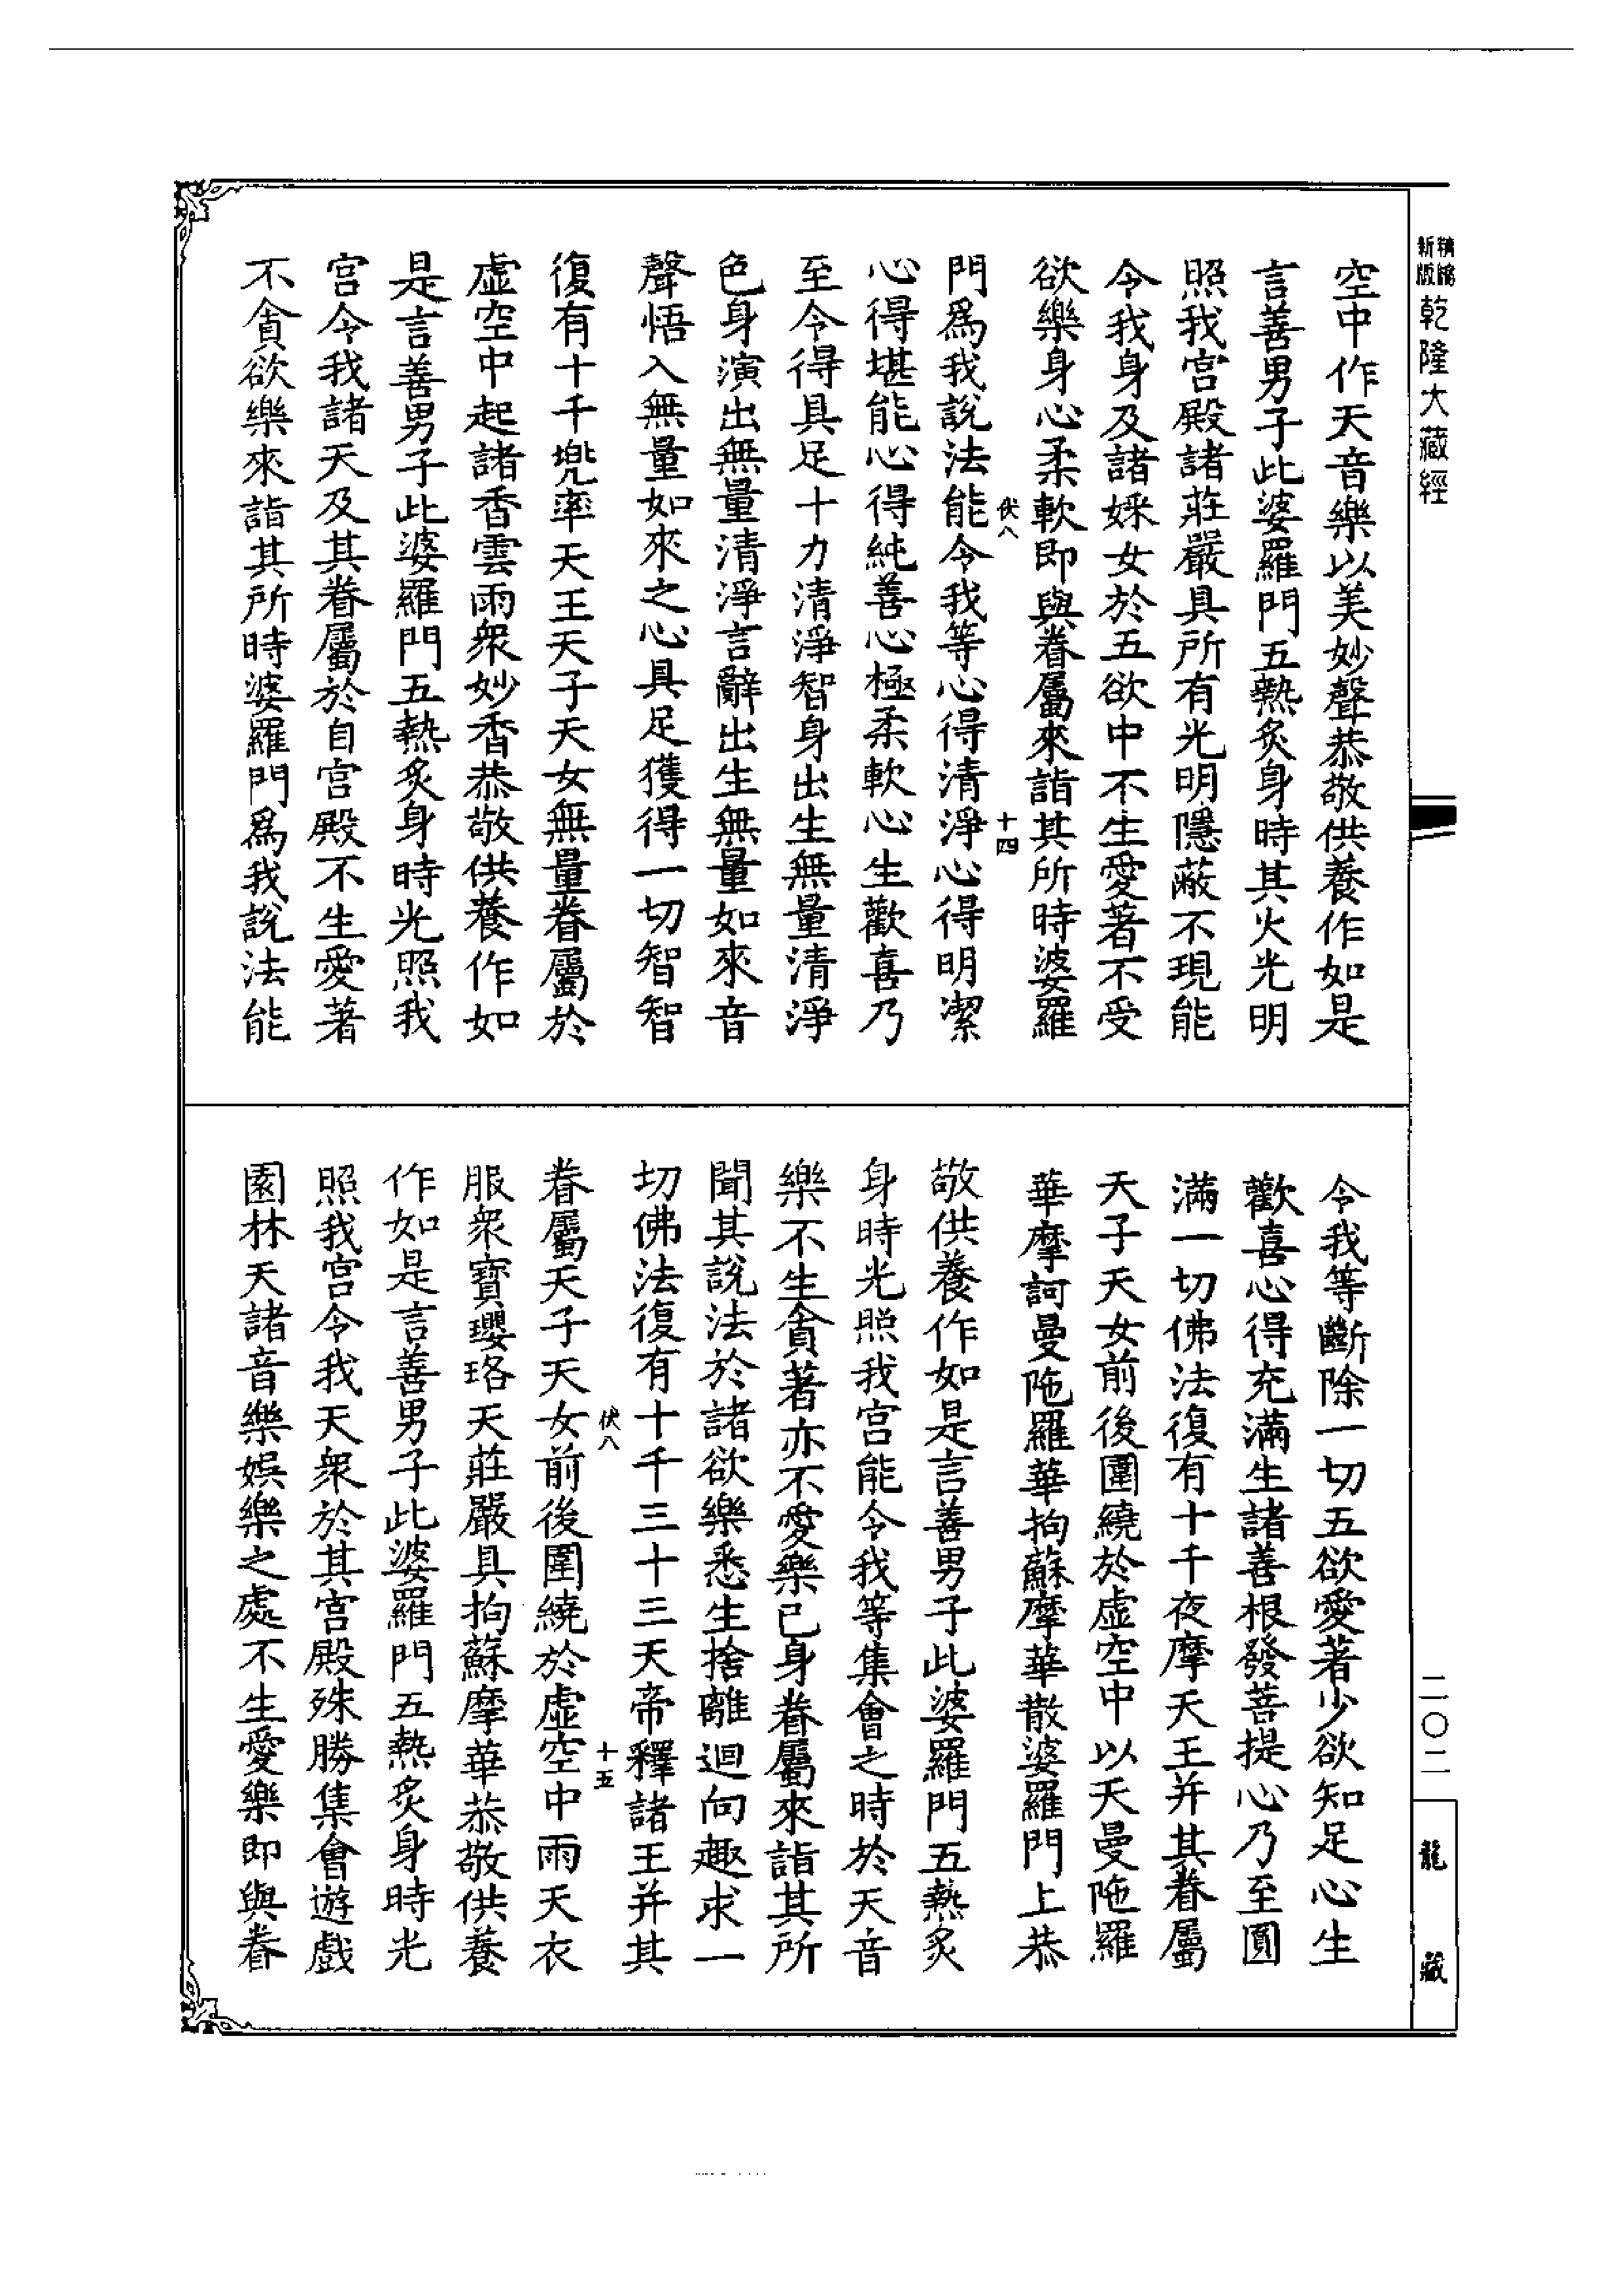 精縮
新版
乾隆大藏經
空中作天音樂以美妙聲恭敬供養作如是
言善男子此婆羅門五熱炙身時其火光明
照我宮殿諸莊嚴具所有光明隱蔽不現能
令我身及諸婇女於五欲中不生愛著不受
欲樂身心柔軟即與眷屬來詣其所時婆羅
伏八
十四
門爲我說法能令我等心得清淨心得明潔
心得堪能心得純善心極柔軟心生歡喜乃
至令得具足十力清淨智身出生無量清淨
色身演出無量清淨言辭出生無量如來音
聲悟入無量如來之心具足獲得一切智智
復有十千兜率天王天子天女無量眷屬於
虛空中起諸香雲雨衆妙香恭敬供養作如
是言善男子此婆羅門五熱炙身時光照我
宮令我諸天及其眷屬於自宮殿不生愛著
不貪欲樂來詣其所時婆羅門爲我說法能
令我等斷除一切五欲愛著少欲知足心生
歡喜心得充滿生諸善根發菩提心乃至圓
滿一切佛法復有十千夜摩天王并其眷屬
天子天女前後圍繞於虛空中以天曼陁羅
華摩訶曼陁羅華拘蘇摩華散婆羅門上恭
敬供養作如是言善男子此婆羅門五熱炙
身時光照我宮能令我等集會之時於天音
樂不生貪著亦不愛樂已身眷屬來詣其所
聞其說法於諸欲樂悉生捨離迴向趣求一
切佛法復有十千三十三天帝釋諸王并其
伏八
十五
眷屬天子天女前後圍繞於虛空中雨天衣
服衆寶瓔珞天莊嚴具拘蘇摩華恭敬供養
作如是言善男子此婆羅門五熱炙身時光
照我宮令我天衆於其宮殿殊勝集會遊戲
園林天諸音樂娛樂之處不生愛樂即與眷
二〇二
龍藏